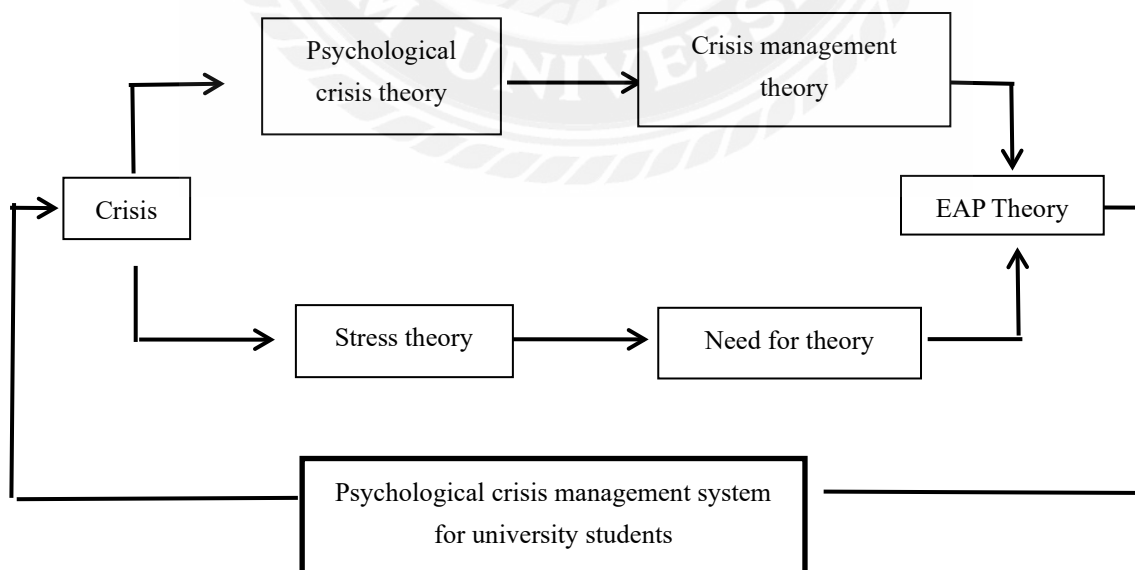 Psychological
crisis theory
Crisis management
theory
Crisis
EAP Theory
Stress theory
Need for theory
Psychological crisis management system
for university students
M UNIVERS